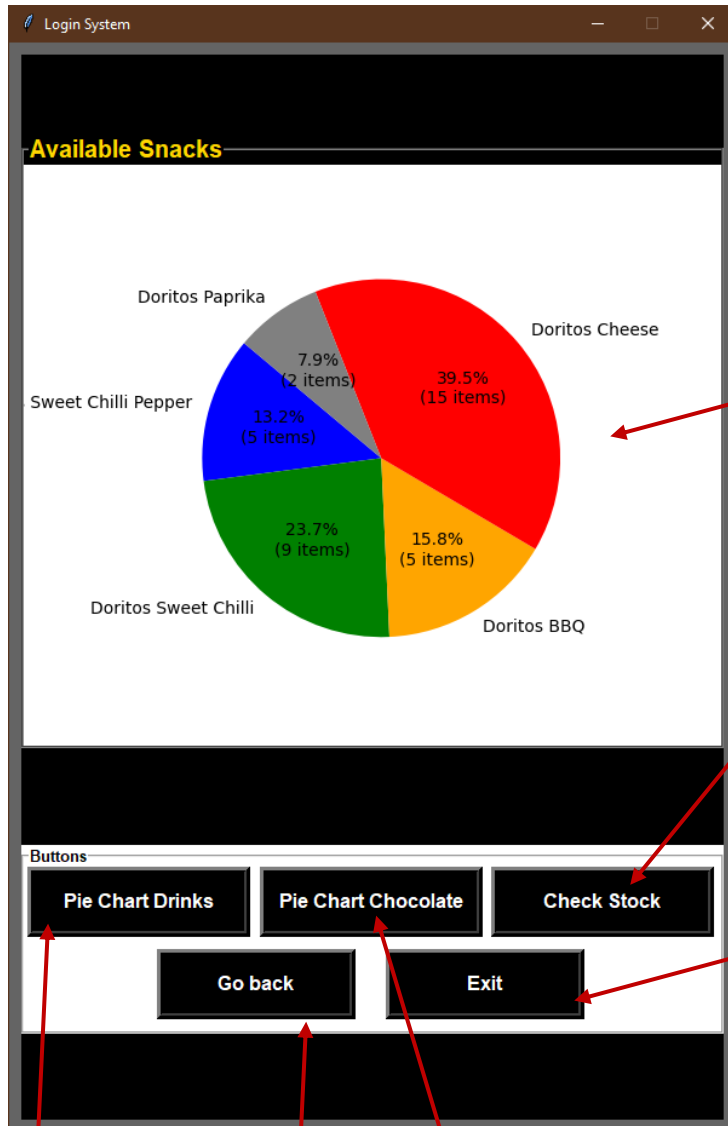 Login System
Available Snacks
Doritos Paprika
Doritos Cheese
7.9%
(2 items)
39.5%
(15 items)
Sweet Chilli Pepper
13.2%
(5 items)
23.7%
(9 items)
15.8%
(5 items)
Doritos Sweet Chilli
Doritos BBQ
Buttons
Pie Chart Drinks
Pie Chart Chocolate
Check Stock
Go back
Exit